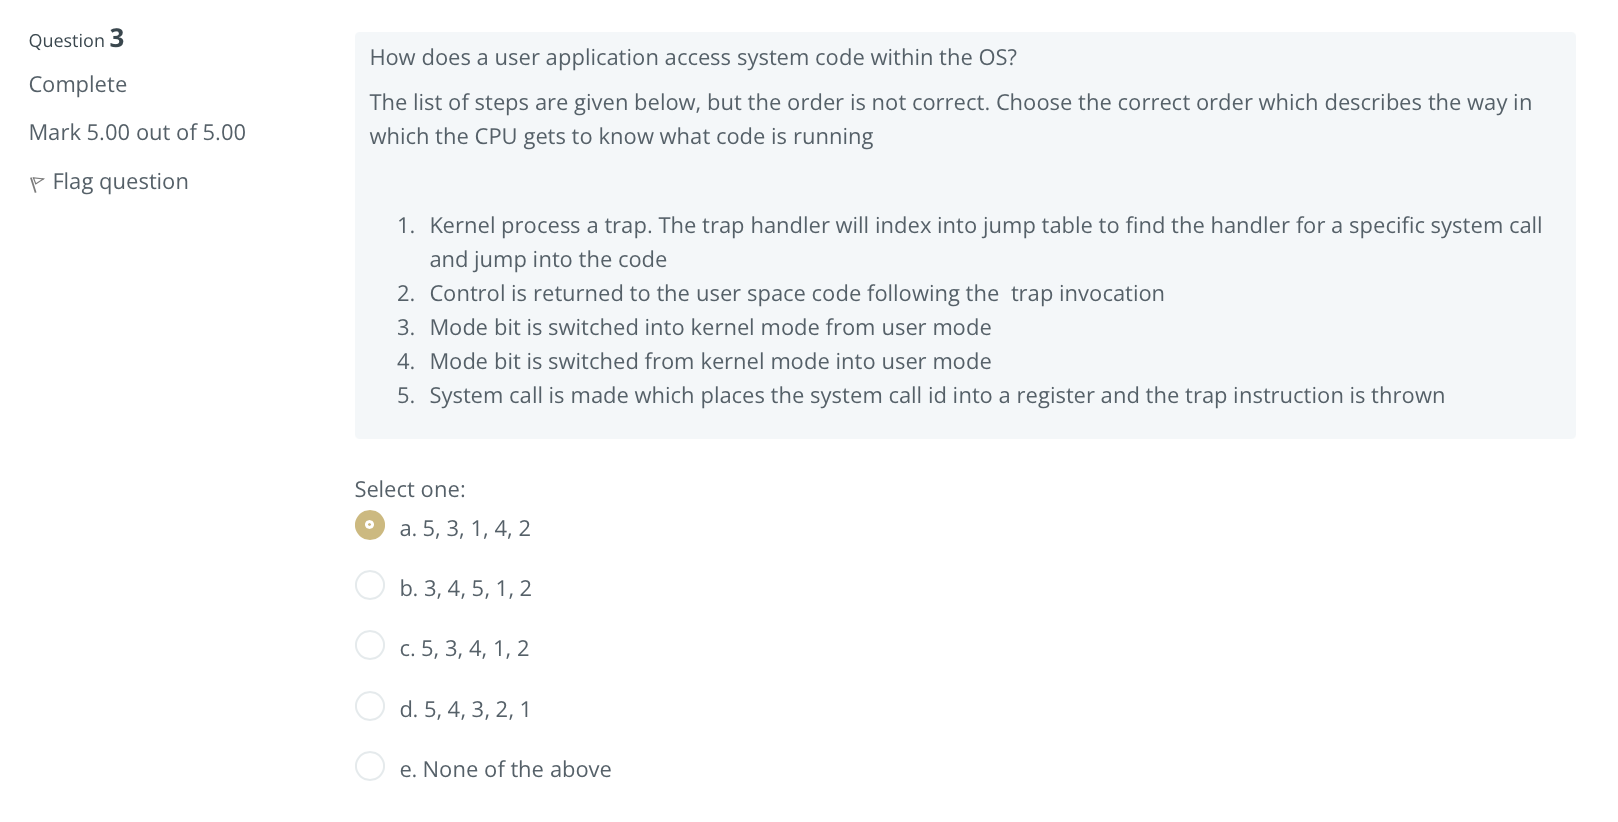 Question 3
Complete
Mark 5.00 out of 5.00
Flag question
How does a user application access system code within the OS?
The list of steps are given below, but the order is not correct. Choose the correct order which describes the way in
which the CPU gets to know what code is running
1. Kernel process a trap. The trap handler will index into jump table to find the handler for a specific system call
and jump into the code
2. Control is returned to the user space code following the  trap invocation
3. Mode bit is switched into kernel mode from user mode
4. Mode bit is switched from kernel mode into user mode
5. System call is made which places the system call id into a register and the trap instruction is thrown
Select one:
a. 5, 3, 1, 4, 2
b. 3, 4, 5, 1, 2
c. 5, 3, 4, 1, 2
d. 5, 4, 3, 2, 1
e. None of the above